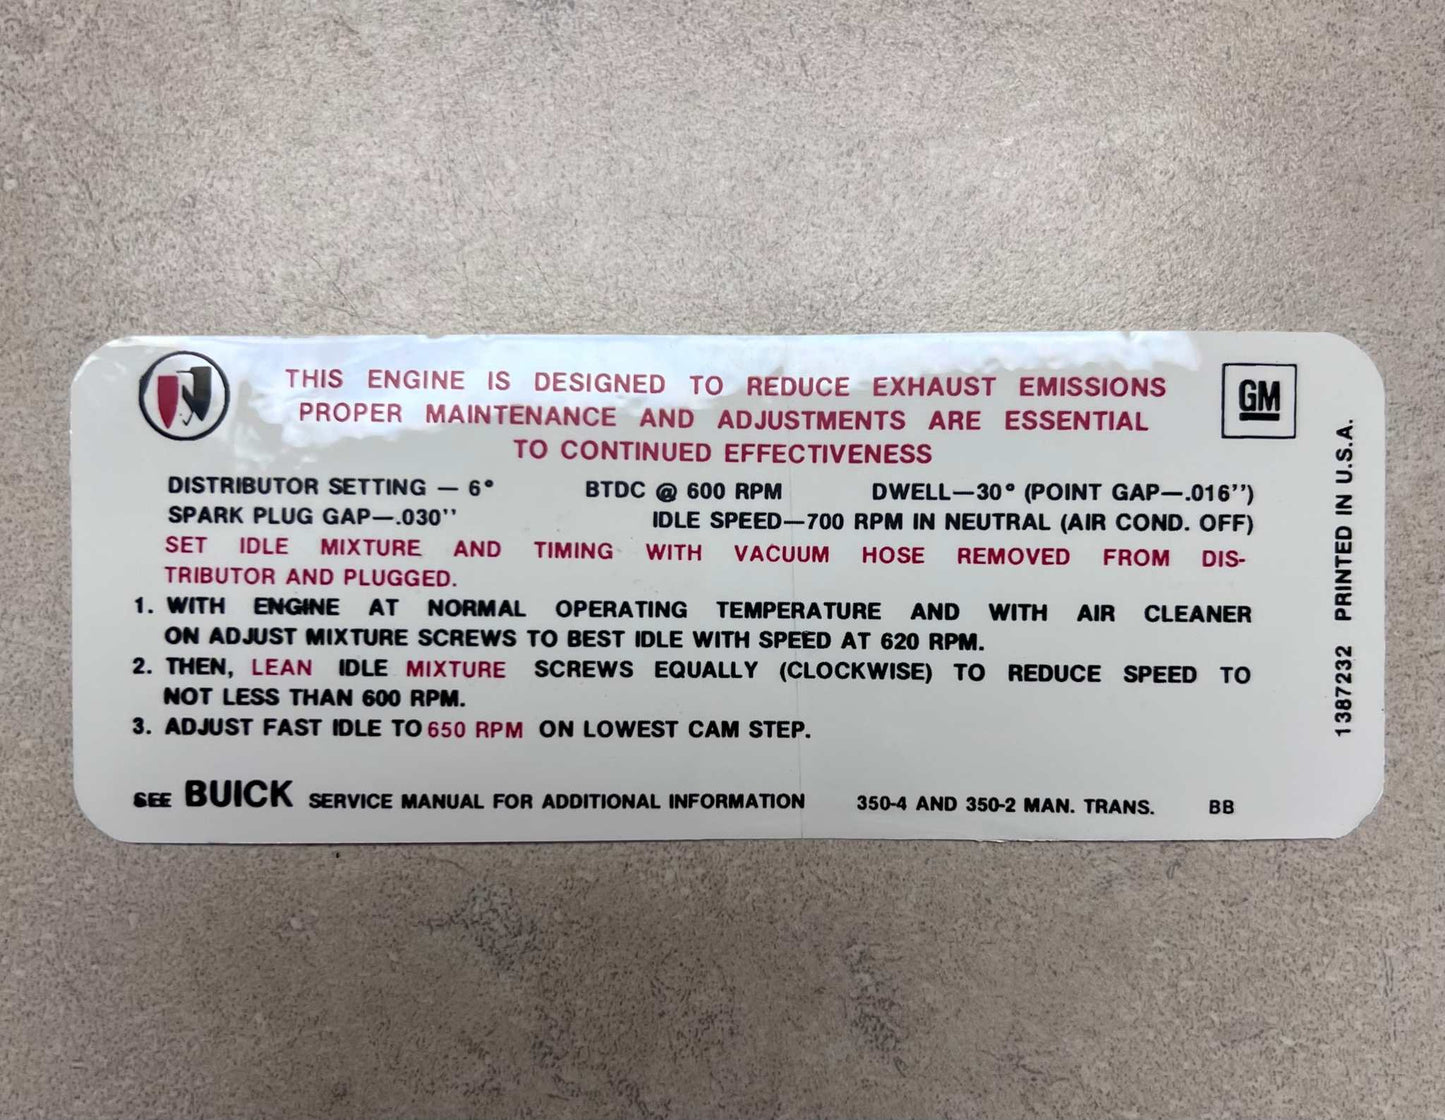 THIS ENGINE IS DESIGNED TO REDUCE EXHAUST EMISSIONS
PROPER MAINTENANCE AND ADJUSTMENTS ARE ESSENTIAL
TO CONTINUED EFFECTIVENESS
GM
DISTRIBUTOR SETTING — 6° BTDC @ 600 RPM DWELL—30° (POINT GAP—.016")
SPARK PLUG GAP—.030" IDLE SPEED—700 RPM IN NEUTRAL (AIR COND. OFF)
SET IDLE MIXTURE AND TIMING WITH VACUUM HOSE REMOVED FROM DIS-
TRIBUTOR AND PLUGGED.
1. WITH ENGINE AT NORMAL OPERATING TEMPERATURE AND WITH AIR CLEANER
ON ADJUST MIXTURE SCREWS TO BEST IDLE WITH SPEED AT 620 RPM.
2. THEN, LEAN IDLE MIXTURE SCREWS EQUALLY (CLOCKWISE) TO REDUCE SPEED TO
NOT LESS THAN 600 RPM.
3. ADJUST FAST IDLE TO 650 RPM ON LOWEST CAM STEP.
SEE BUICK SERVICE MANUAL FOR ADDITIONAL INFORMATION 350-4 AND 350-2 MAN. TRANS. BB
1387232 PRINTED IN U.S.A.